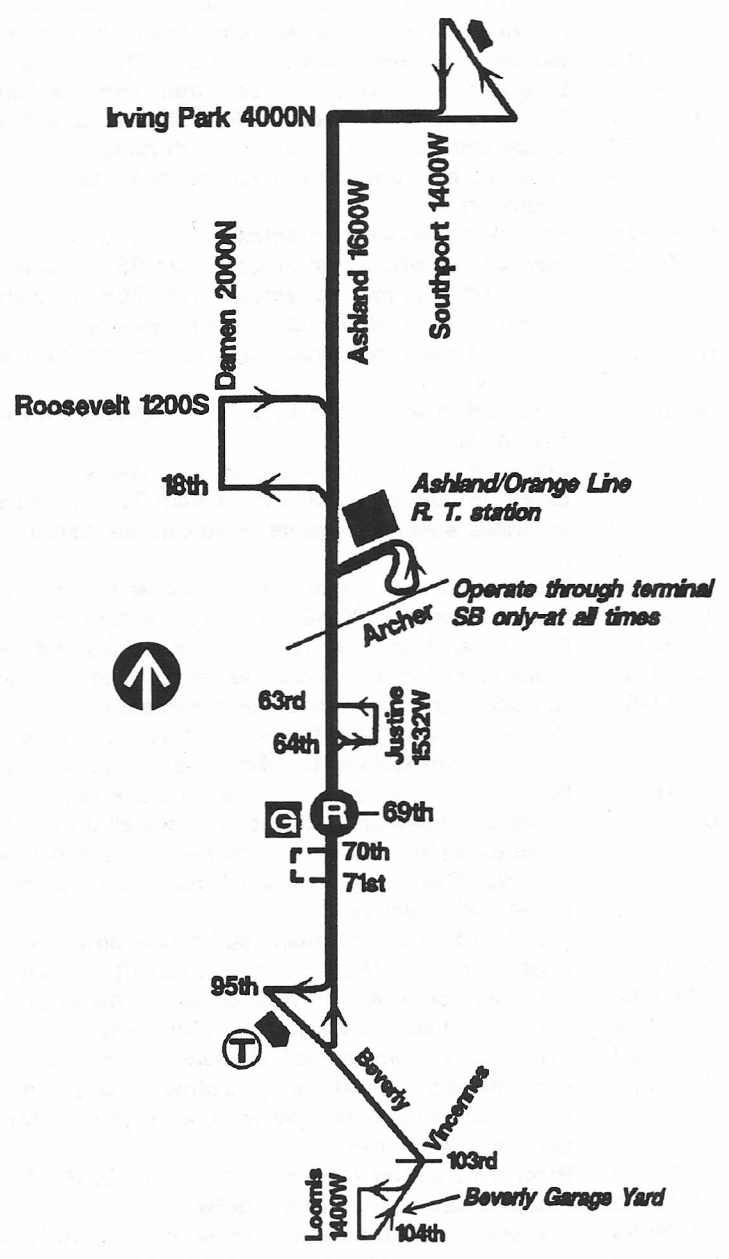 Irving Park 4000N
Southport 1400W
Ashland 1600W
Damen 2000N
Roosevelt 1200S
18th
Ashland/Orange Line
R. T. station
Operate through terminal
SB only-at all times
Archer
63rd
64th
Justine
1532W
G
R
69th
70th
71st
95th
T
Beverly
Vincennes
103rd
Loomis
1400W
Beverly Garage Yard
104th